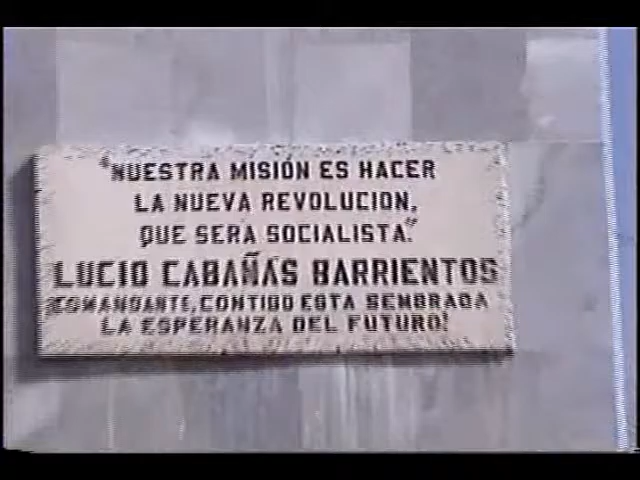 "NUESTRA MISIÓN ES HACER
LA NUEVA REVOLUCION,
QUE SERA SOCIALISTA."
LUCIO CABAÑAS BARRIENTOS
¡COMANDANTE, CONTIGO ESTA SEMBRADA
LA ESPERANZA DEL FUTURO!